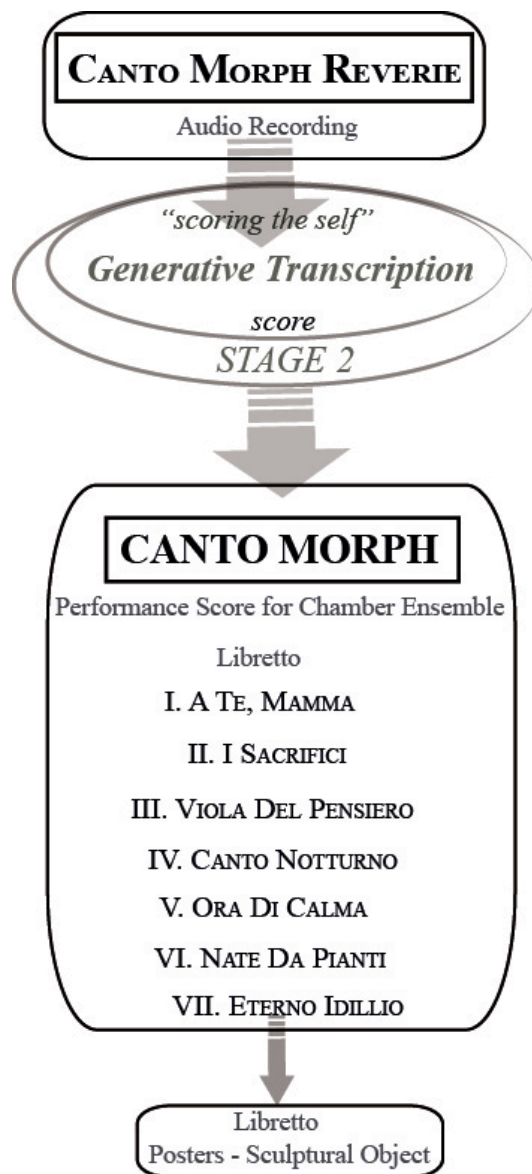 CANTO MORPH REVERIE
Audio Recording
“scoring the self”
Generative Transcription
score
STAGE 2
CANTO MORPH
Performance Score for Chamber Ensemble
Libretto
I. A TE, MAMMA
II. I SACRIFICI
III. VIOLA DEL PENSIERO
IV. CANTO NOTTURNO
V. ORA DI CALMA
VI. NATE DA PIANTI
VII. ETERNO IDILLIO
Libretto
Posters - Sculptural Object